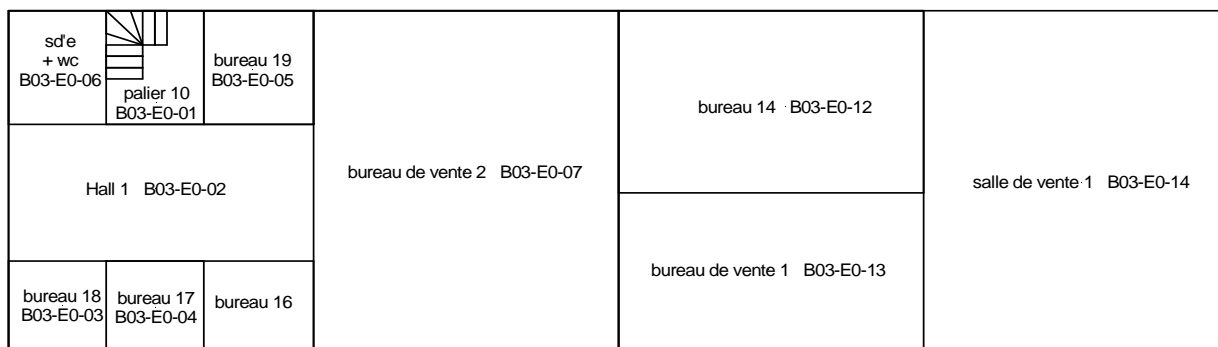 sd'e
+ wc
B03-E0-06
palier 10
B03-E0-01
bureau 19
B03-E0-05
Hall 1 B03-E0-02
bureau 18
B03-E0-03
bureau 17
B03-E0-04
bureau 16
bureau de vente 2 B03-E0-07
bureau 14 B03-E0-12
bureau de vente 1 B03-E0-13
salle de vente 1 B03-E0-14